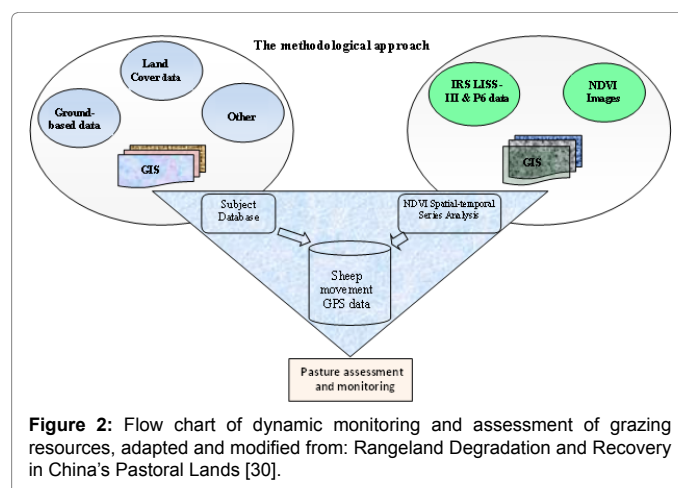 The methodological approach
Land
Cover data
Ground-
based data
Other
GIS
IRS LISS-
III & P6 data
NDVI
Images
GIS
Subject
Database
NDVI Spatial-temporal
Series Analysis
Sheep
movement
GPS data
Pasture assessment
and monitoring
Figure 2: Flow chart of dynamic monitoring and assessment of grazing
resources, adapted and modified from: Rangeland Degradation and Recovery
in China's Pastoral Lands [30].